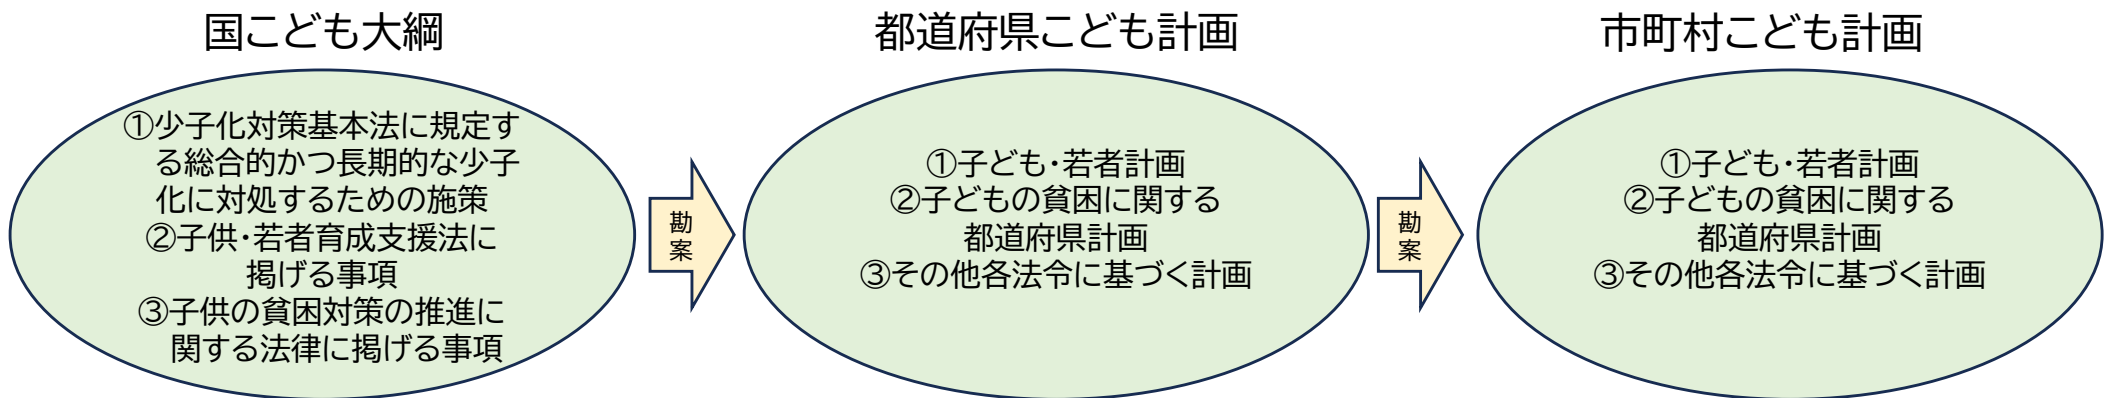 国こども大綱
①少子化対策基本法に規定す
る総合的かつ長期的な少子
化に対処するための施策
②子供・若者育成支援法に
掲げる事項
③子供の貧困対策の推進に
関する法律に掲げる事項
勘
案
都道府県こども計画
①子ども・若者計画
②子どもの貧困に関する
都道府県計画
③その他各法令に基づく計画
勘
案
市町村こども計画
①子ども・若者計画
②子どもの貧困に関する
都道府県計画
③その他各法令に基づく計画